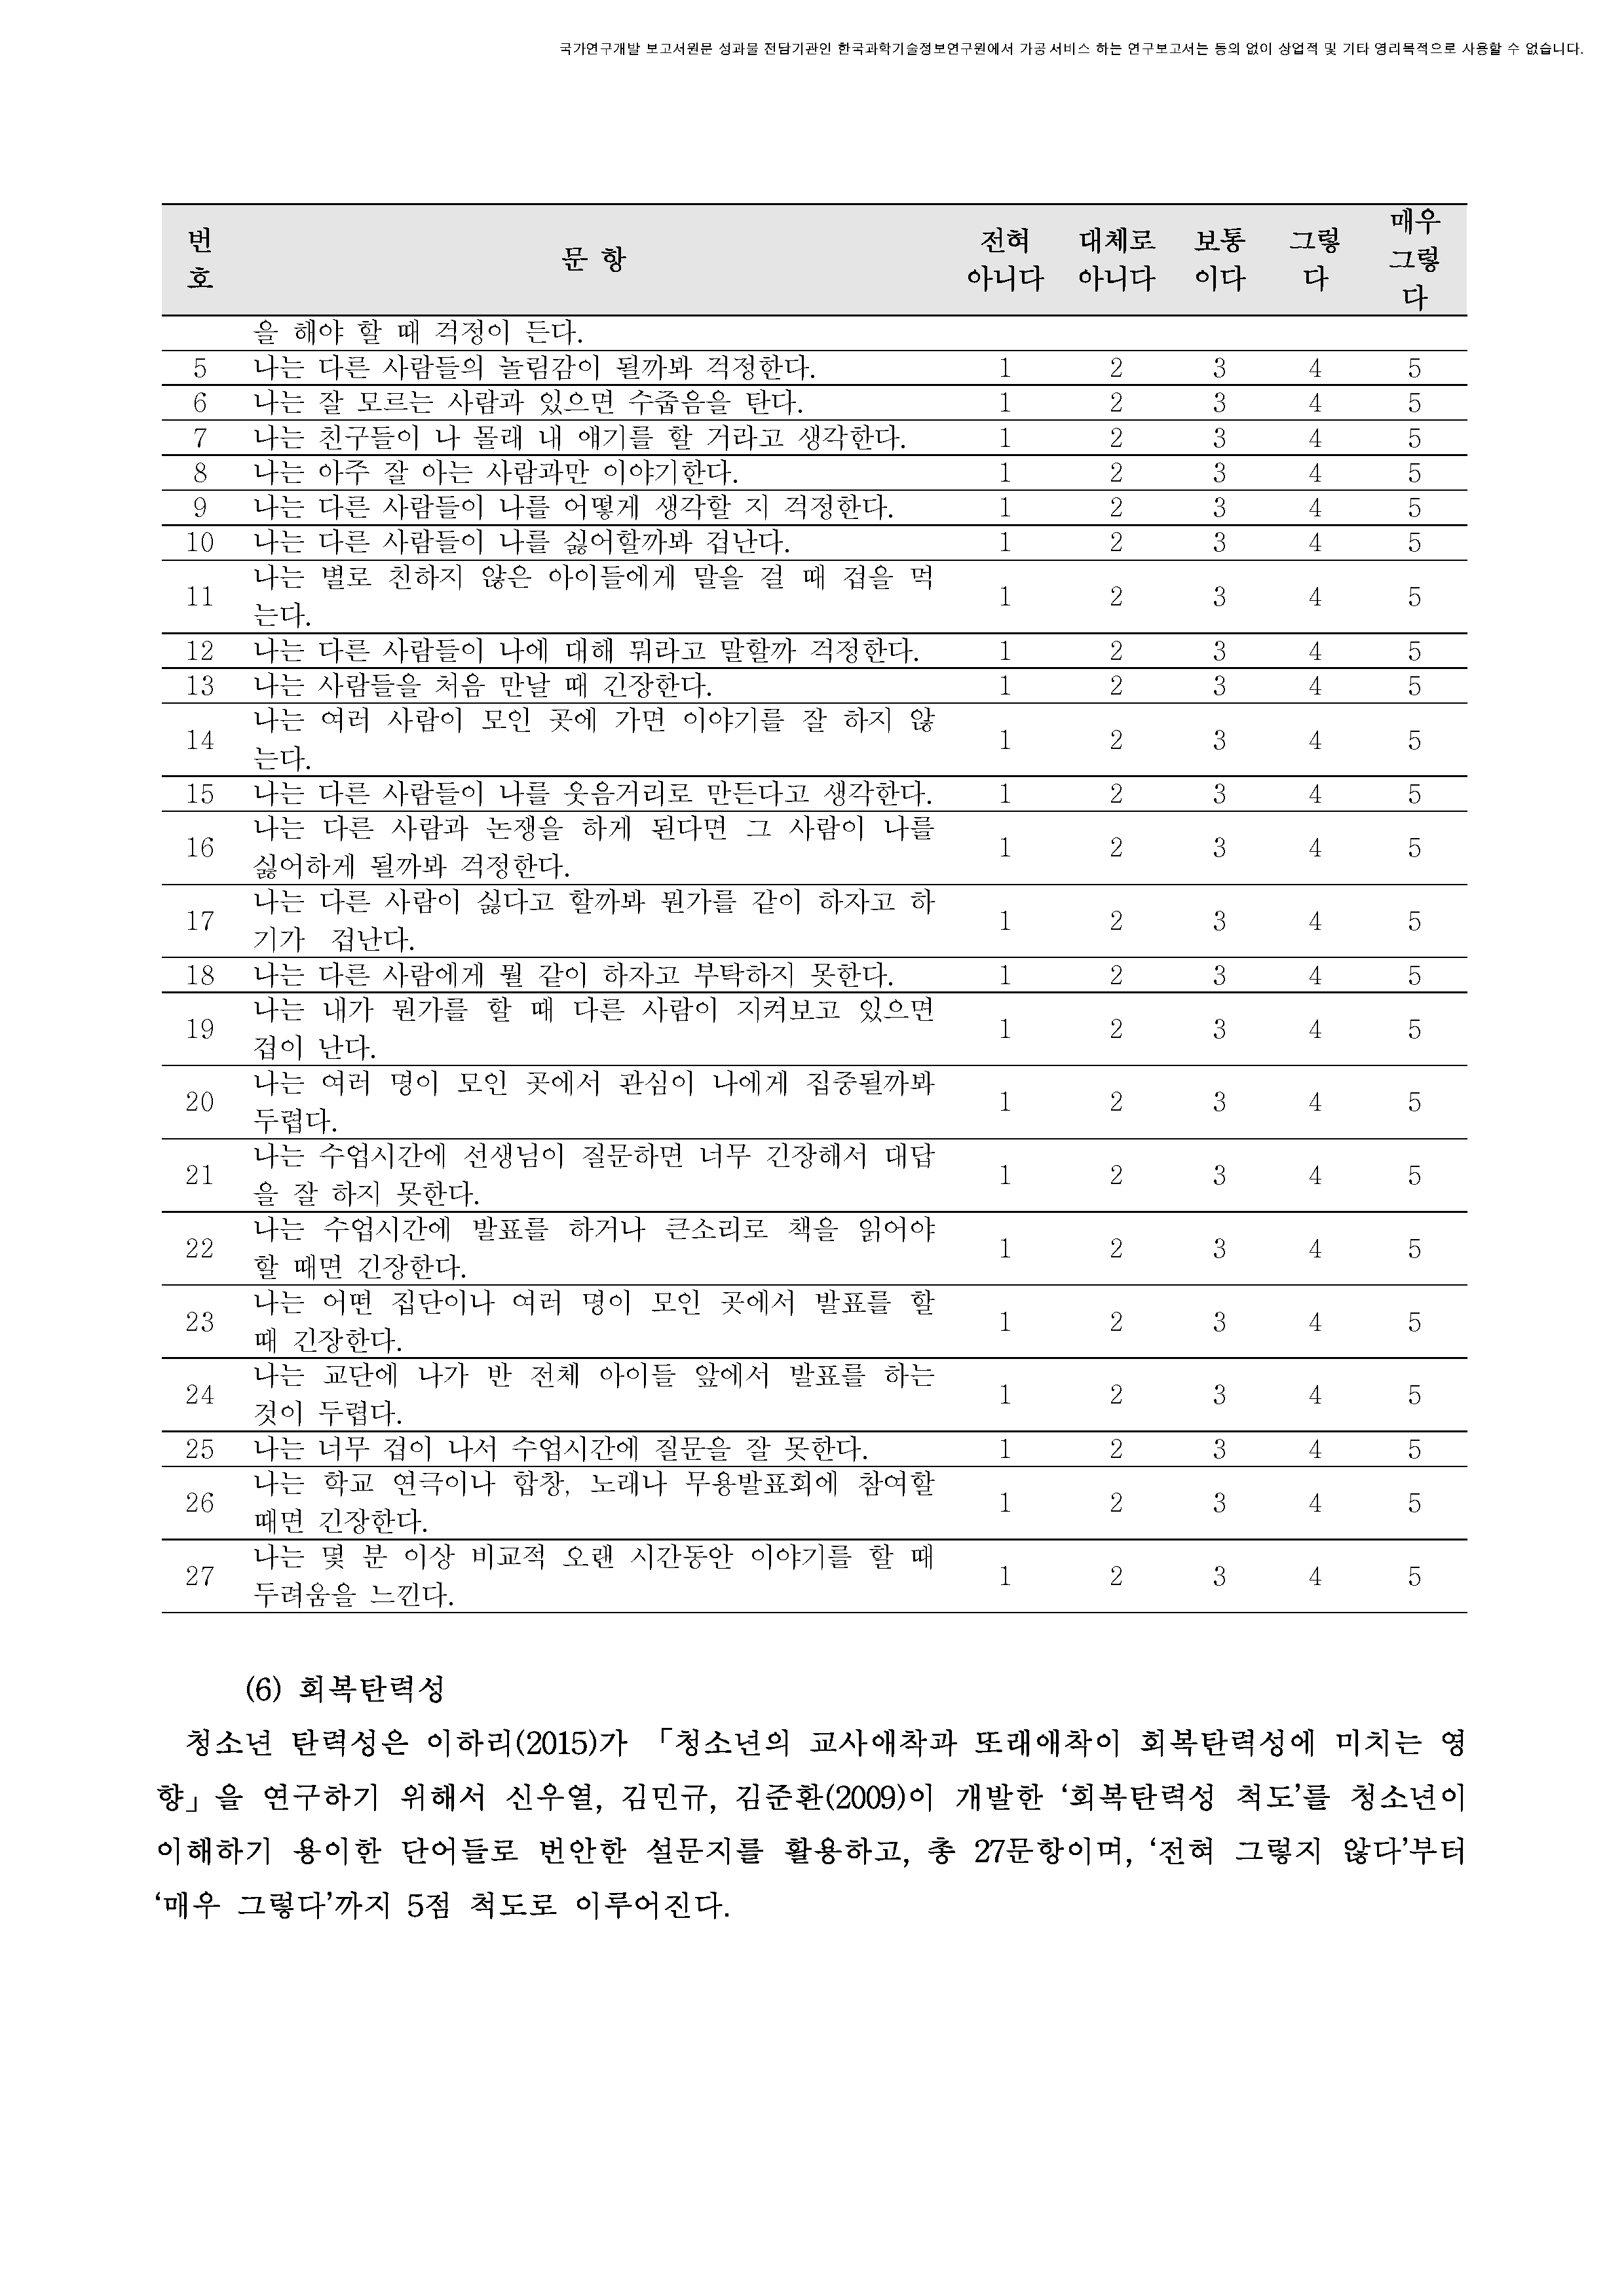 국가연구개발 보고서원문 성과물 전담기관인 한국과학기술정보연구원에서 가공·서비스 하는 연구보고서는 동의 없이 상업적 및 기타 영리목적으로 사용할 수 없습니다.
번호 문 항 전혀 아니다 대체로 아니다 보통이다 그렇다 매우 그렇다
을 해야 할 때 걱정이 든다.
5 나는 다른 사람들의 놀림감이 될까봐 걱정한다. 1 2 3 4 5
6 나는 잘 모르는 사람과 있으면 수줍음을 탄다. 1 2 3 4 5
7 나는 친구들이 나 몰래 내 얘기를 할 거라고 생각한다. 1 2 3 4 5
8 나는 아주 잘 아는 사람과만 이야기한다. 1 2 3 4 5
9 나는 다른 사람들이 나를 어떻게 생각할 지 걱정한다. 1 2 3 4 5
10 나는 다른 사람들이 나를 싫어할까봐 겁난다. 1 2 3 4 5
11 나는 별로 친하지 않은 아이들에게 말을 걸 때 겁을 먹
는다. 1 2 3 4 5
12 나는 다른 사람들이 나에 대해 뭐라고 말할까 걱정한다. 1 2 3 4 5
13 나는 사람들을 처음 만날 때 긴장한다. 1 2 3 4 5
14 나는 여러 사람이 모인 곳에 가면 이야기를 잘 하지 않
는다. 1 2 3 4 5
15 나는 다른 사람들이 나를 웃음거리로 만든다고 생각한다. 1 2 3 4 5
16 나는 다른 사람과 논쟁을 하게 된다면 그 사람이 나를
싫어하게 될까봐 걱정한다. 1 2 3 4 5
17 나는 다른 사람이 싫다고 할까봐 뭔가를 같이 하자고 하
기가 겁난다. 1 2 3 4 5
18 나는 다른 사람에게 뭘 같이 하자고 부탁하지 못한다. 1 2 3 4 5
19 나는 내가 뭔가를 할 때 다른 사람이 지켜보고 있으면
겁이 난다. 1 2 3 4 5
20 나는 여러 명이 모인 곳에서 관심이 나에게 집중될까봐
두렵다. 1 2 3 4 5
21 나는 수업시간에 선생님이 질문하면 너무 긴장해서 대답
을 잘 하지 못한다. 1 2 3 4 5
22 나는 수업시간에 발표를 하거나 큰소리로 책을 읽어야
할 때면 긴장한다. 1 2 3 4 5
23 나는 어떤 집단이나 여러 명이 모인 곳에서 발표를 할
때 긴장한다. 1 2 3 4 5
24 나는 교단에 나가 반 전체 아이들 앞에서 발표를 하는
것이 두렵다. 1 2 3 4 5
25 나는 너무 겁이 나서 수업시간에 질문을 잘 못한다. 1 2 3 4 5
26 나는 학교 연극이나 합창, 노래나 무용발표회에 참여할
때면 긴장한다. 1 2 3 4 5
27 나는 몇 분 이상 비교적 오랜 시간동안 이야기를 할 때
두려움을 느낀다. 1 2 3 4 5
(6) 회복탄력성
청소년 탄력성은 이하리(2015)가 「청소년의 교사애착과 또래애착이 회복탄력성에 미치는 영
향」을 연구하기 위해서 신우열, 김민규, 김준환(2009)이 개발한 ‘회복탄력성 척도’를 청소년이
이해하기 용이한 단어들로 번안한 설문지를 활용하고, 총 27문항이며, ‘전혀 그렇지 않다’부터
‘매우 그렇다’까지 5점 척도로 이루어진다.